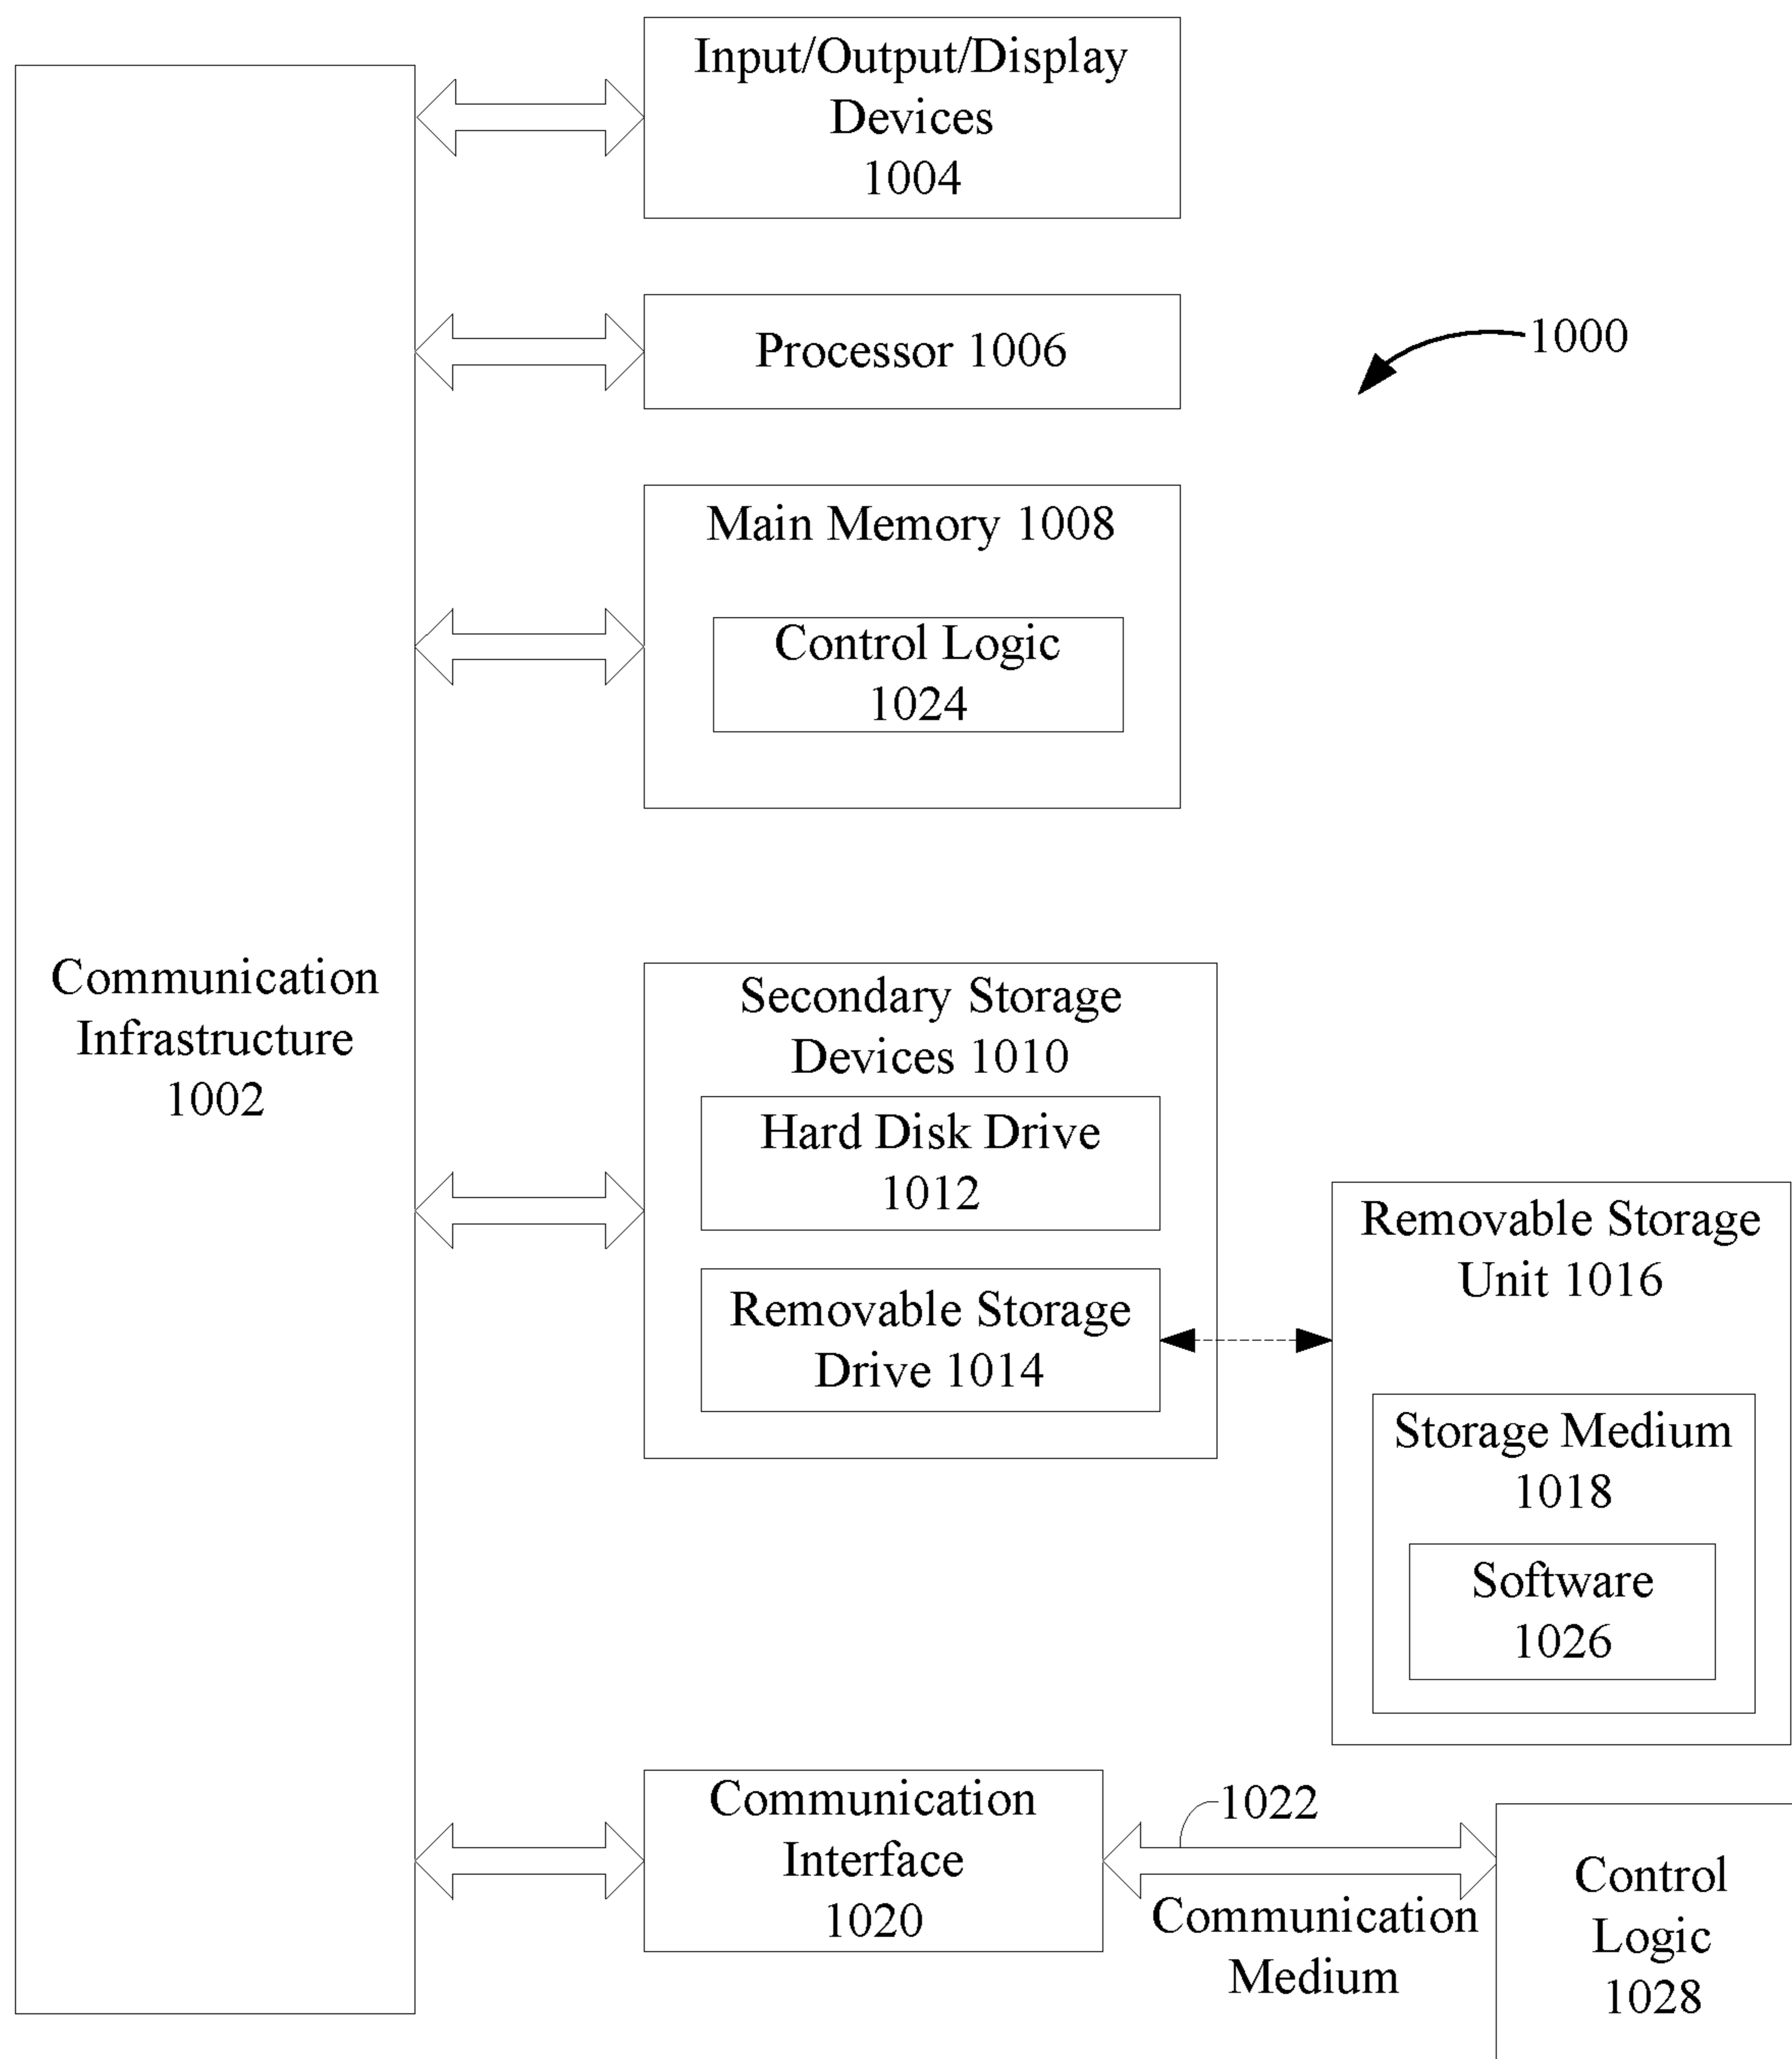 Input/Output/Display
Devices
1004
Processor 1006
1000
Main Memory 1008
Control Logic
1024
Communication
Infrastructure
1002
Secondary Storage
Devices 1010
Hard Disk Drive
1012
Removable Storage
Drive 1014
Removable Storage
Unit 1016
Storage Medium
1018
Software
1026
Communication
Interface
1020
1022
Communication
Medium
Control
Logic
1028